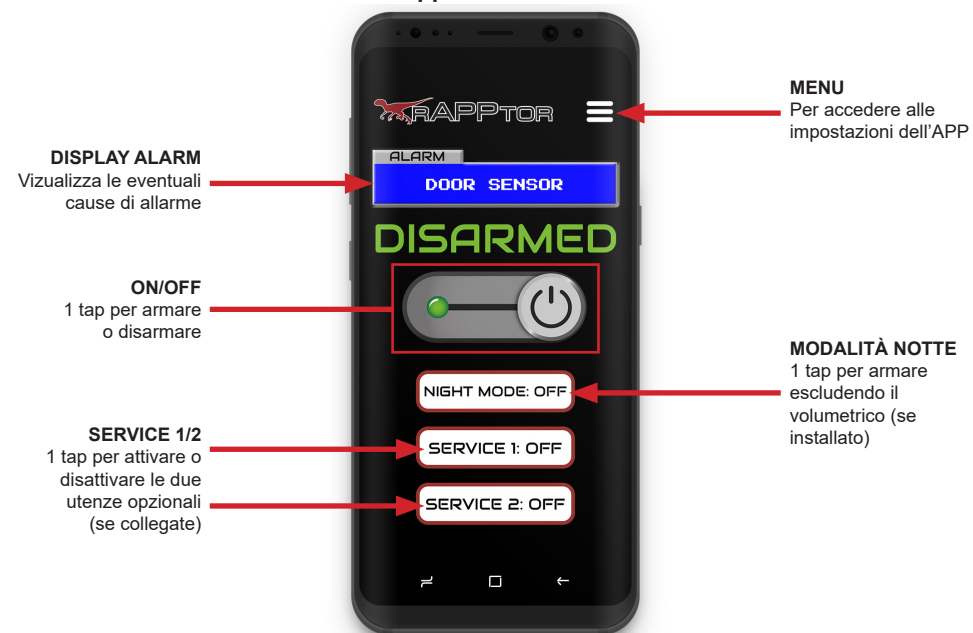 rAPPtor
MENU
Per accedere alle
impostazioni dell'APP
DISPLAY ALARM
Vizualizza le eventuali
cause di allarme
ALARM
DOOR SENSOR
DISARMED
ON/OFF
1 tap per armare
o disarmare
MODALITÀ NOTTE
1 tap per armare
escludendo il
volumetrico (se
installato)
NIGHT MODE: OFF
SERVICE 1/2
1 tap per attivare o
disattivare le due
utenze opzionali
(se collegate)
SERVICE 1: OFF
SERVICE 2: OFF